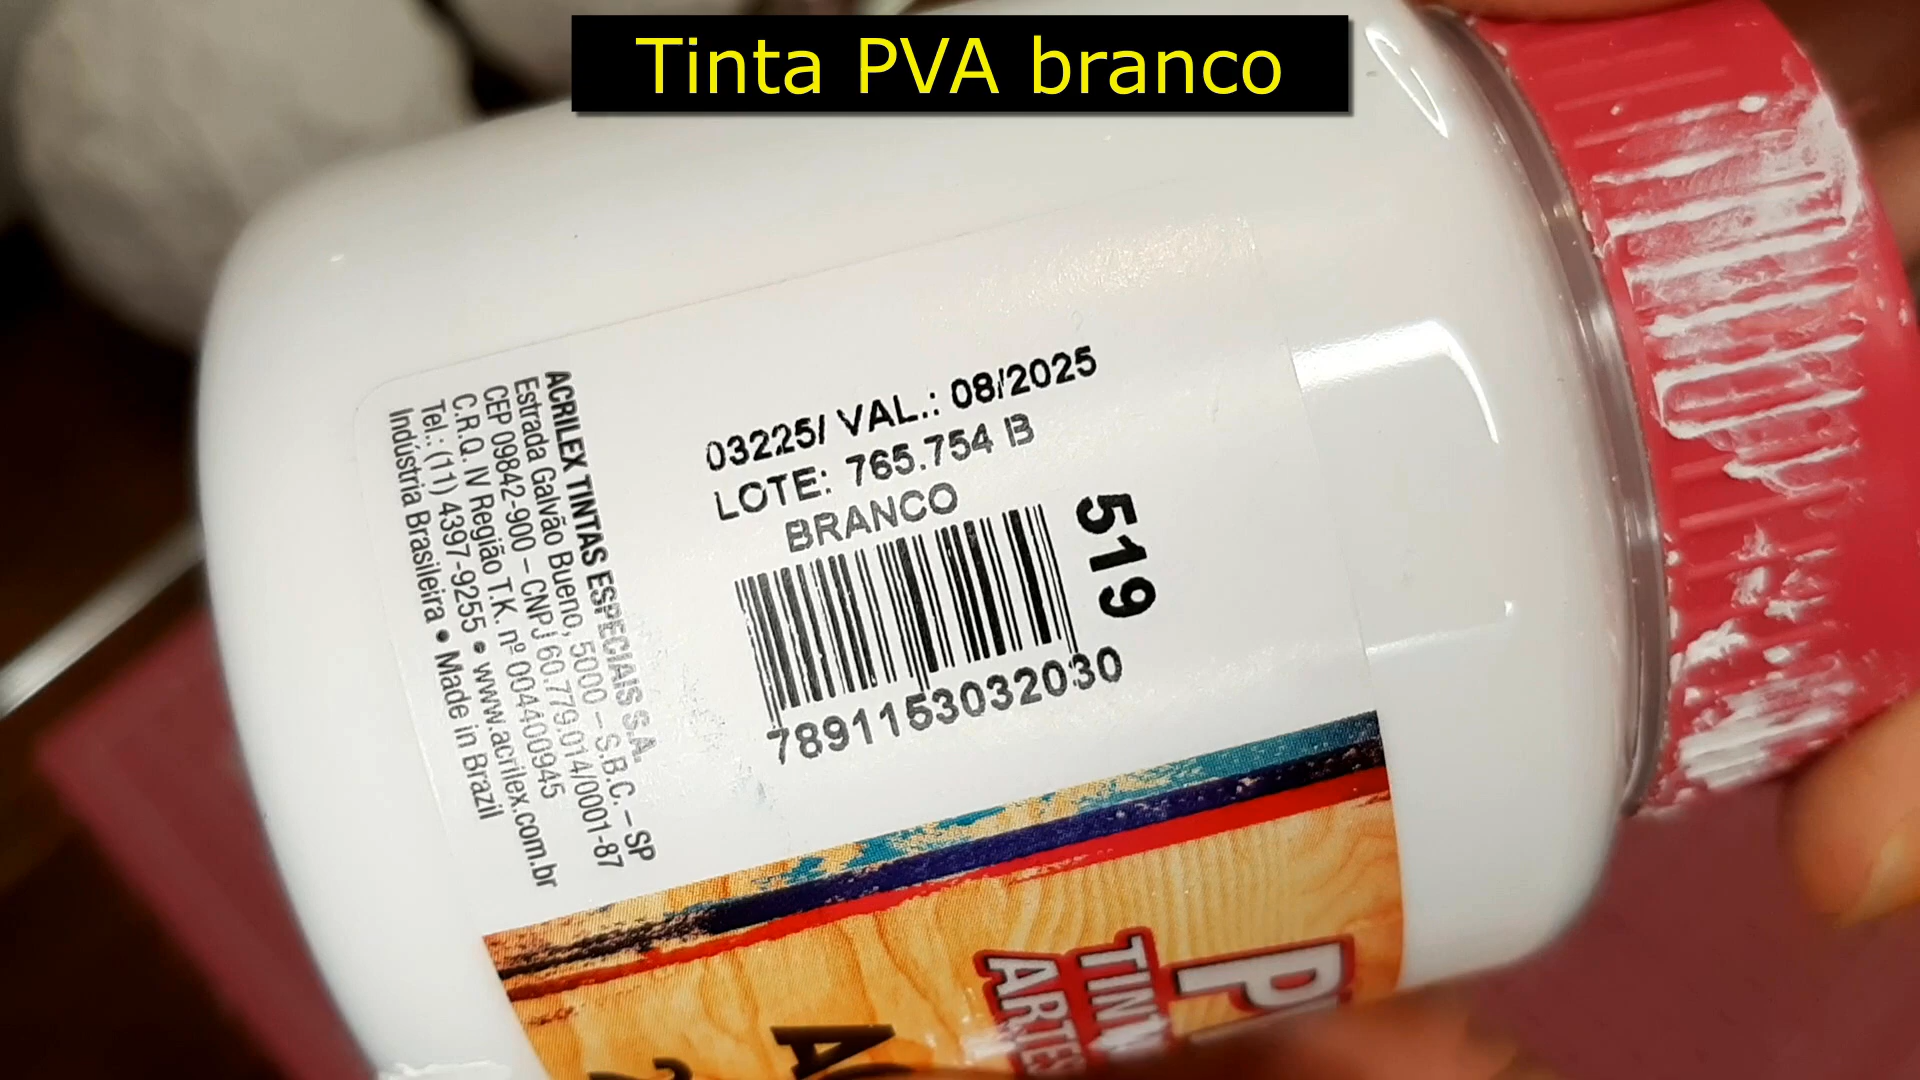 Tinta PVA branco
03225/ VAL.: 08/2025
LOTE: 765.754 B
BRANCO
519
7891153032030
ACRILEX TINTAS ESPECIAIS S.A.
Estrada Galvão Bueno, 5000 – S.B.C. – SP
CEP 09842-900 – CNPJ 60.779.014/0001-87
C.R.Q. IV Região T.K. nº 004400945
Tel.: (11) 4397-9255 • www.acrilex.com.br
Indústria Brasileira • Made in Brazil